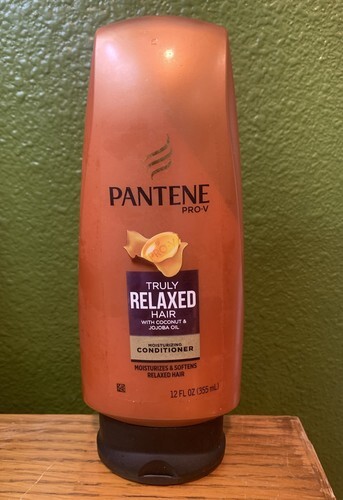 PANTENE
PRO-V
TRULY
RELAXED
HAIR
WITH COCONUT &
JOJOBA OIL
MOISTURIZING
CONDITIONER
MOISTURIZES & SOFTENS
RELAXED HAIR
12 FL OZ (355 mL)